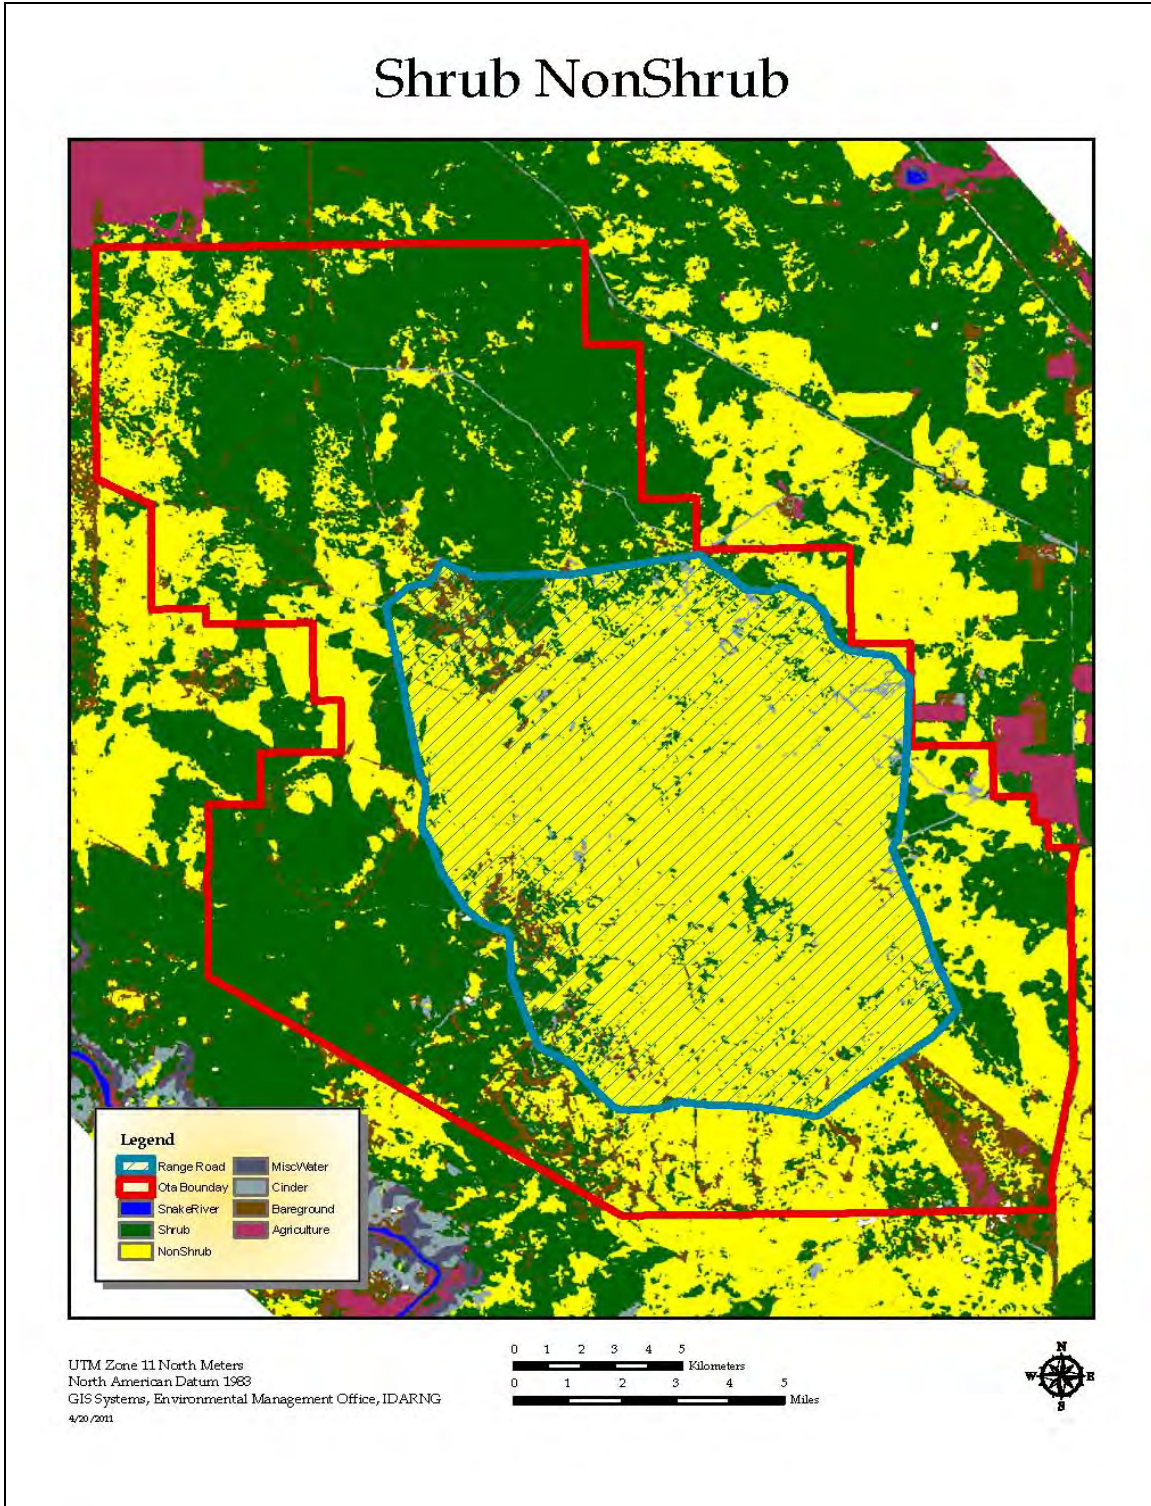 Shrub NonShrub
Legend
Range Road
Ota Bounday
SnakeRiver
Shrub
NonShrub
MiscWater
Cinder
Bareground
Agriculture
UTM Zone 11 North Meters
North American Datum 1983
GIS Systems, Environmental Management Office, IDARNG
4/20/2011
0 1 2 3 4 5
Kilometers
0 1 2 3 4 5
Miles
N
W E
S